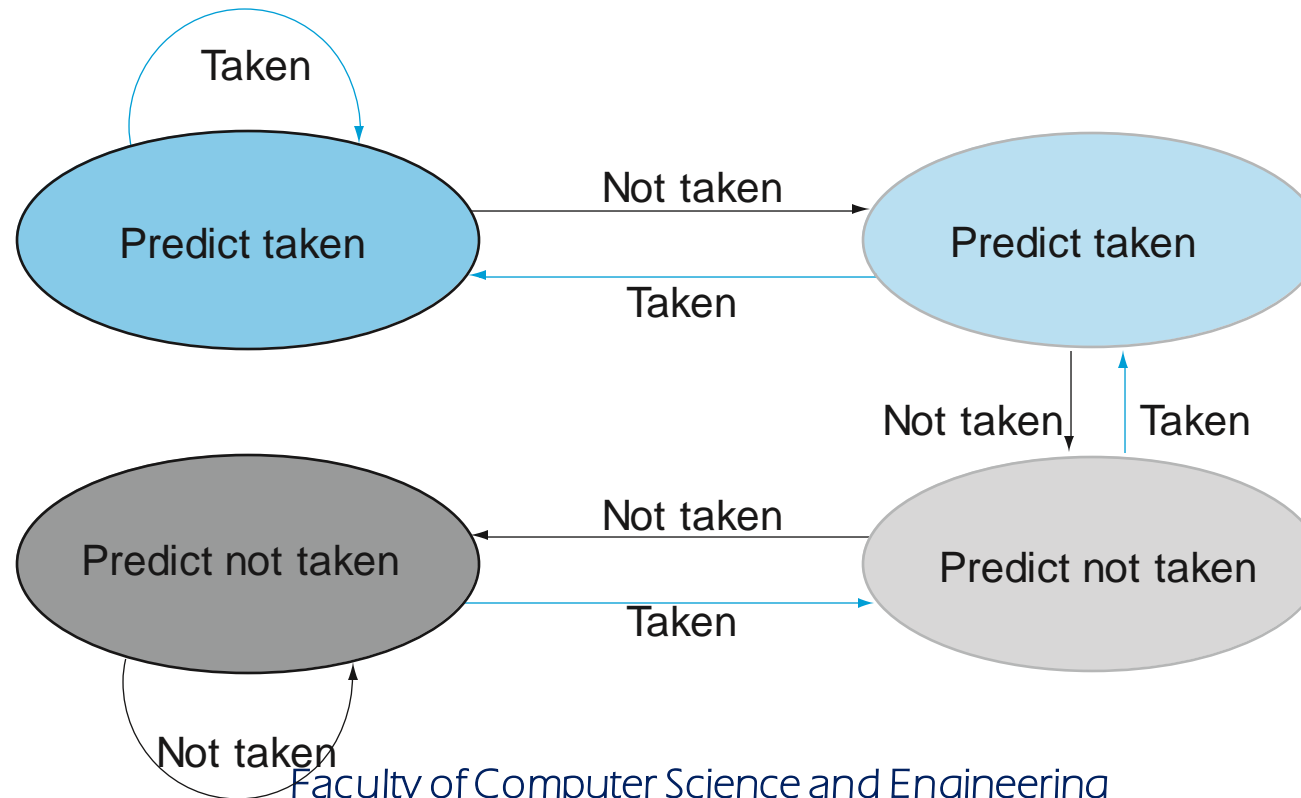 Taken
Not taken
Predict taken
Predict taken
Taken
Not taken
Taken
Not taken
Predict not taken
Predict not taken
Taken
Not taken
Faculty of Computer Science and Engineering